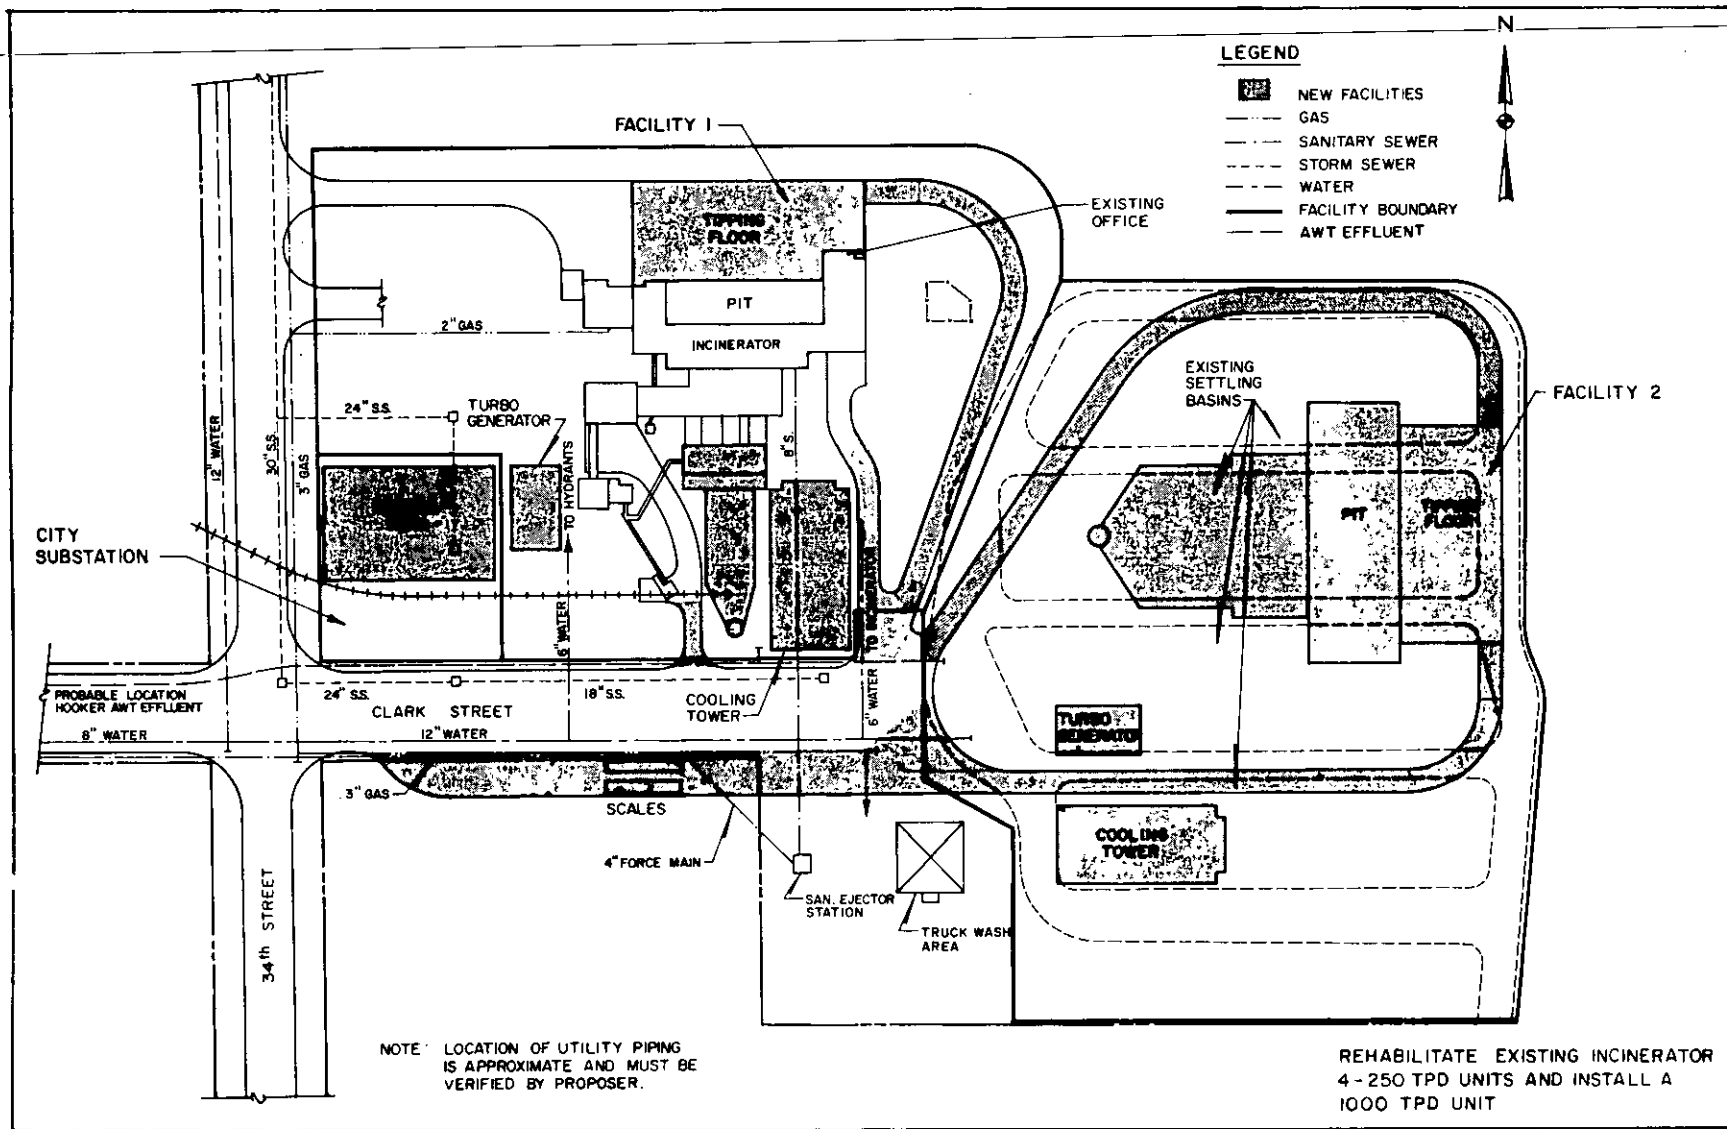 N
LEGEND
NEW FACILITIES
GAS
SANITARY SEWER
STORM SEWER
WATER
FACILITY BOUNDARY
AWT EFFLUENT
FACILITY 1
TIPPING
FLOOR
EXISTING
OFFICE
PIT
INCINERATOR
2" GAS
EXISTING
SETTLING
BASINS
FACILITY 2
24" S.S.
TURBO
GENERATOR
12" WATER
30" S.S.
3" GAS
TO HYDRANTS
8" S.
PIT
TIPPING
FLOOR
CITY
SUBSTATION
6" WATER
TO INCINERATOR
6" WATER
PROBABLE LOCATION
HOOKER AWT EFFLUENT
24" S.S.
18" S.S.
COOLING
TOWER
CLARK STREET
8" WATER
12" WATER
TURBO
GENERATOR
3" GAS
SCALES
COOLING
TOWER
4" FORCE MAIN
SAN. EJECTOR
STATION
TRUCK WASH
AREA
34th STREET
NOTE: LOCATION OF UTILITY PIPING
IS APPROXIMATE AND MUST BE
VERIFIED BY PROPOSER.
REHABILITATE EXISTING INCINERATOR
4-250 TPD UNITS AND INSTALL A
1000 TPD UNIT